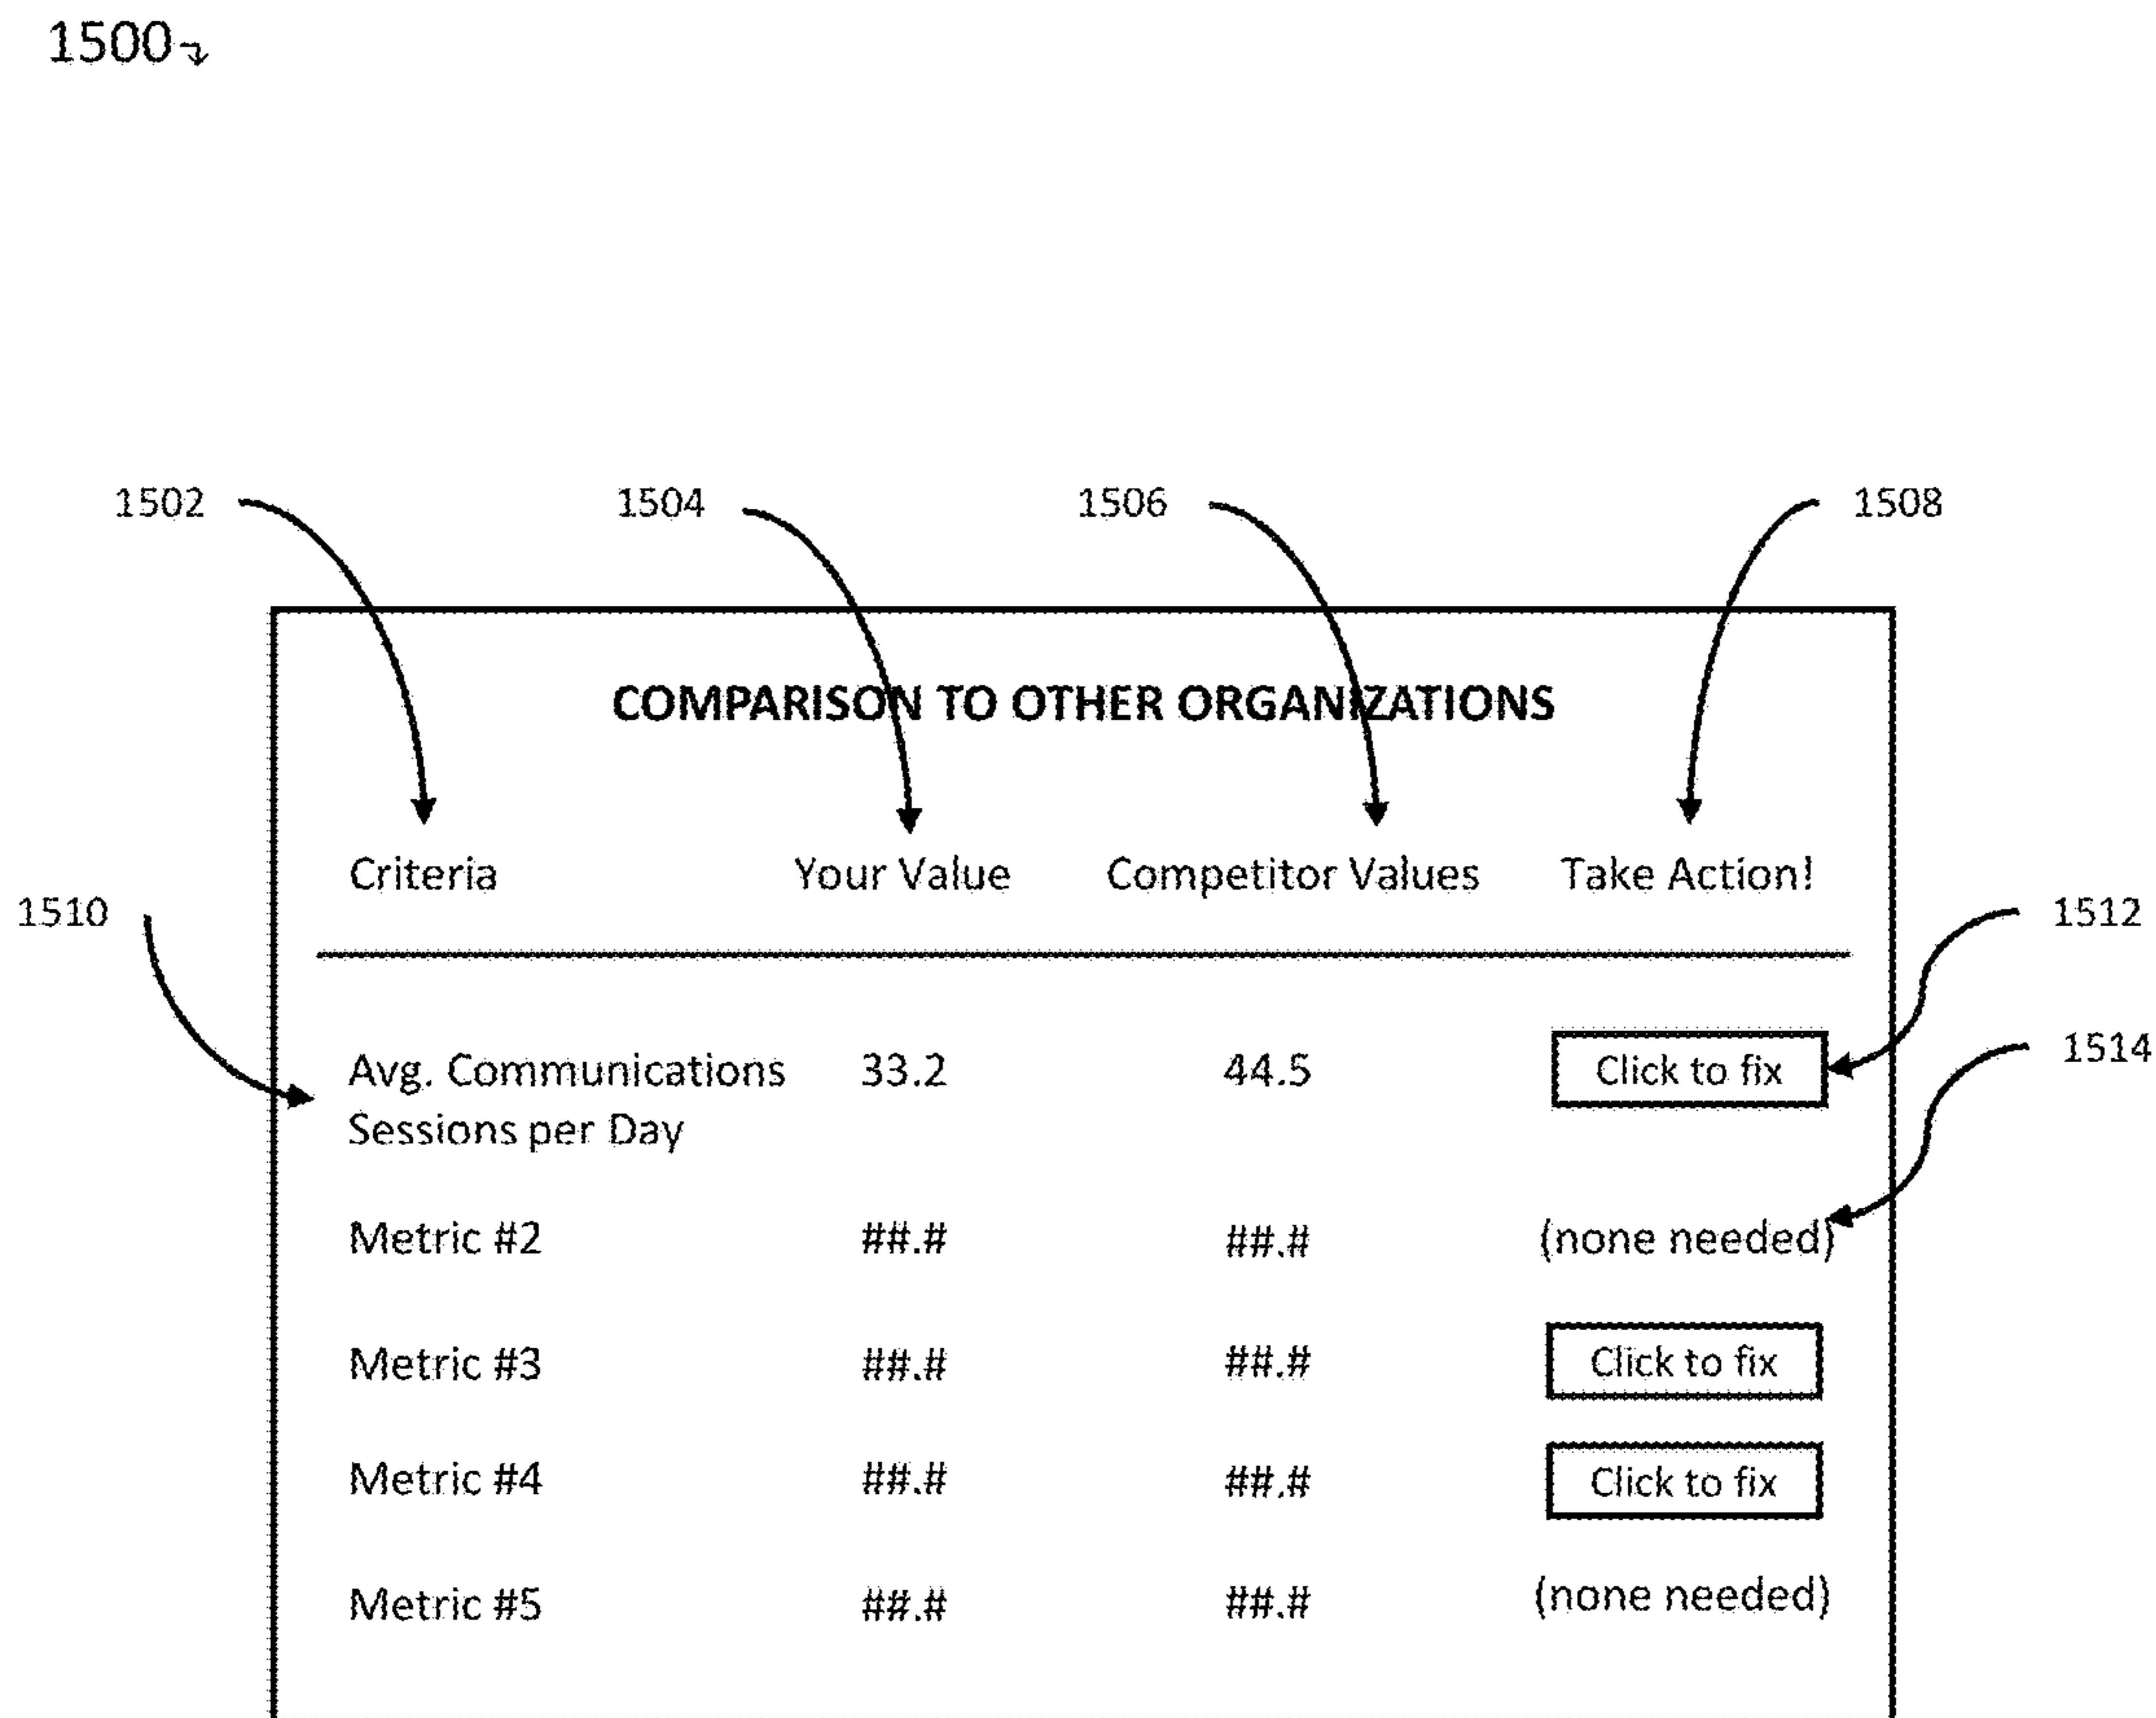 1500
1502 1504 1506 1508
COMPARISON TO OTHER ORGANIZATIONS
Criteria Your Value Competitor Values Take Action!
1510 1512
1514
Avg. Communications 33.2 44.5 Click to fix
Sessions per Day
Metric #2 ##.# ##.# (none needed)
Metric #3 ##.# ##.# Click to fix
Metric #4 ##.# ##.# Click to fix
Metric #5 ##.# ##.# (none needed)